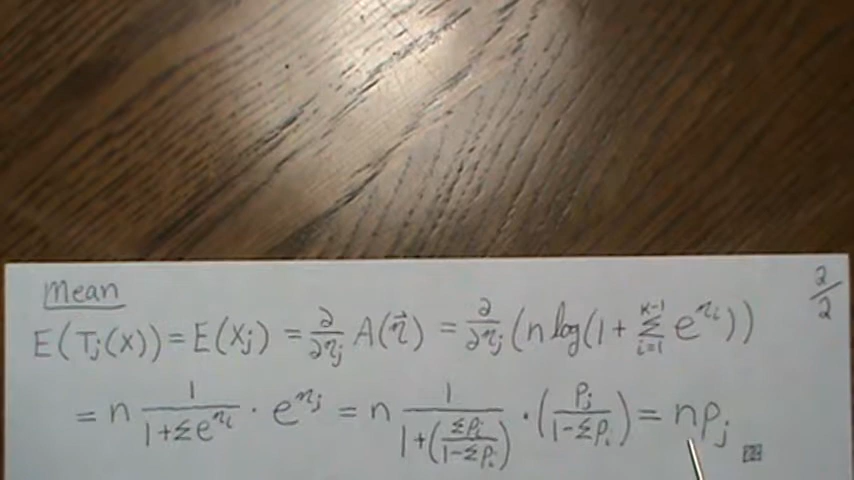 Mean
2/2
E(Tj(x)) = E(Xj) = ∂/∂ηj A(η⃗) = ∂/∂ηj (n log(1 + Σ_{i=1}^{K-1} e^{ηi}))
= n 1/(1+Σe^{ηi}) · e^{ηj} = n 1/(1+(ΣPi/(1-ΣPi))) · (Pj/(1-ΣPi)) = nPj